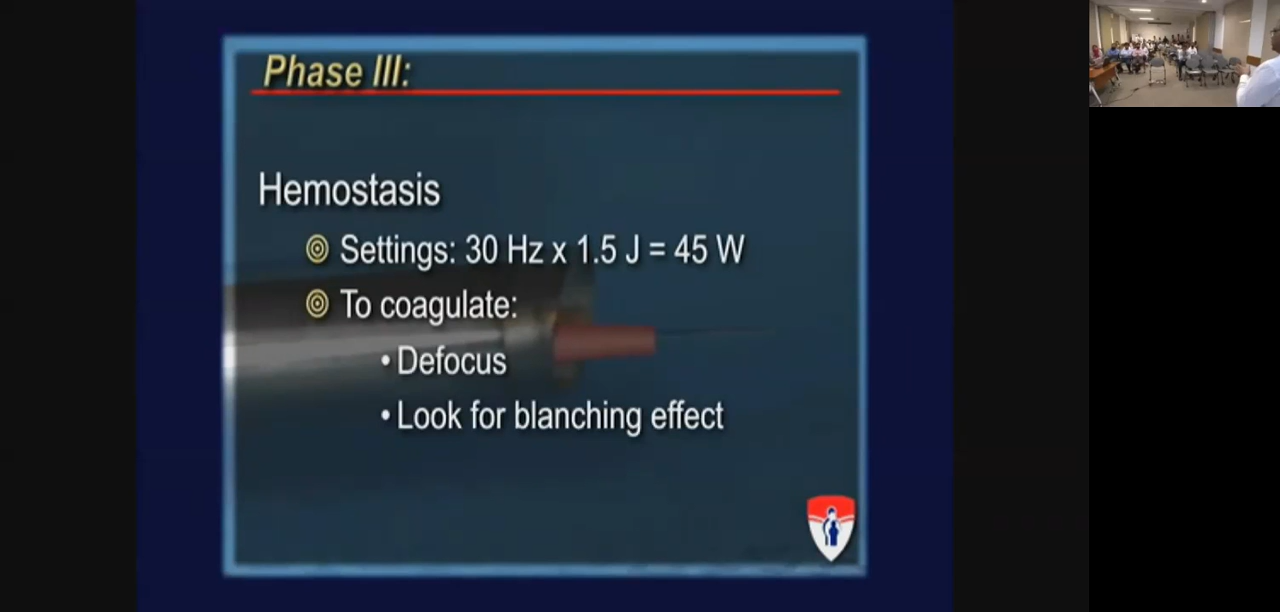 Phase III:
Hemostasis
Settings: 30 Hz x 1.5 J = 45 W
To coagulate:
• Defocus
• Look for blanching effect